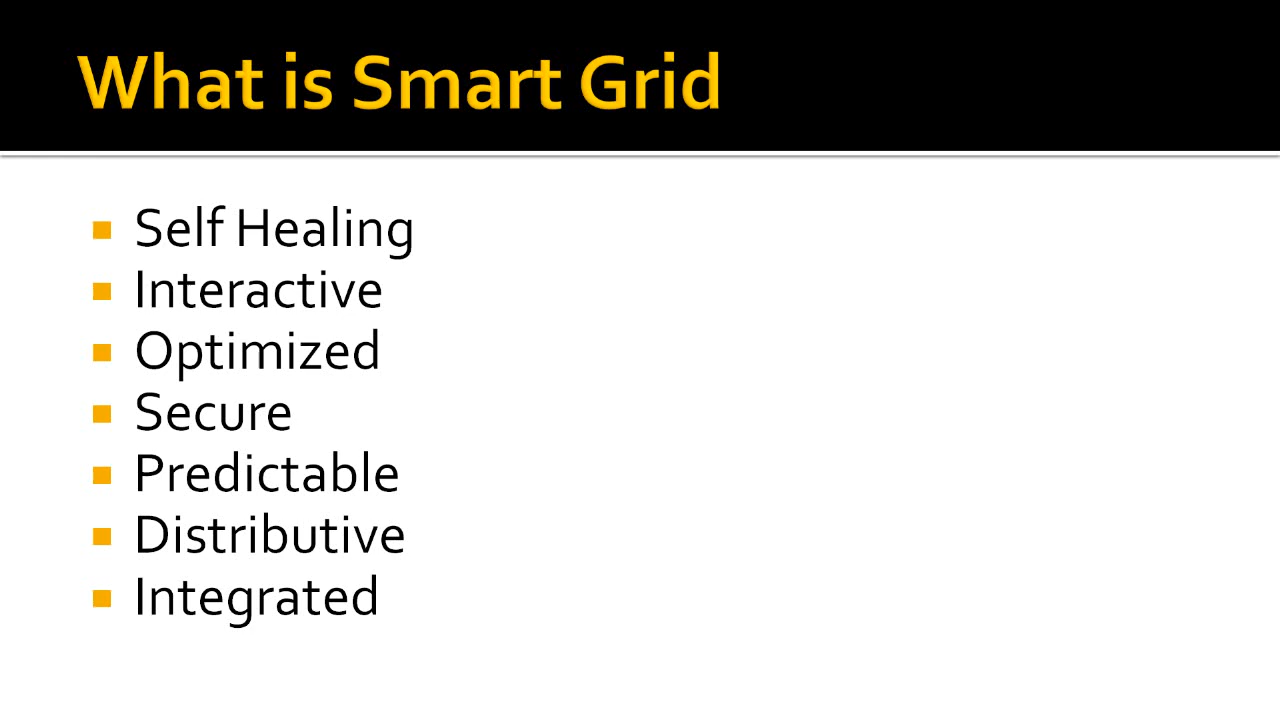 What is Smart Grid
Self Healing
Interactive
Optimized
Secure
Predictable
Distributive
Integrated